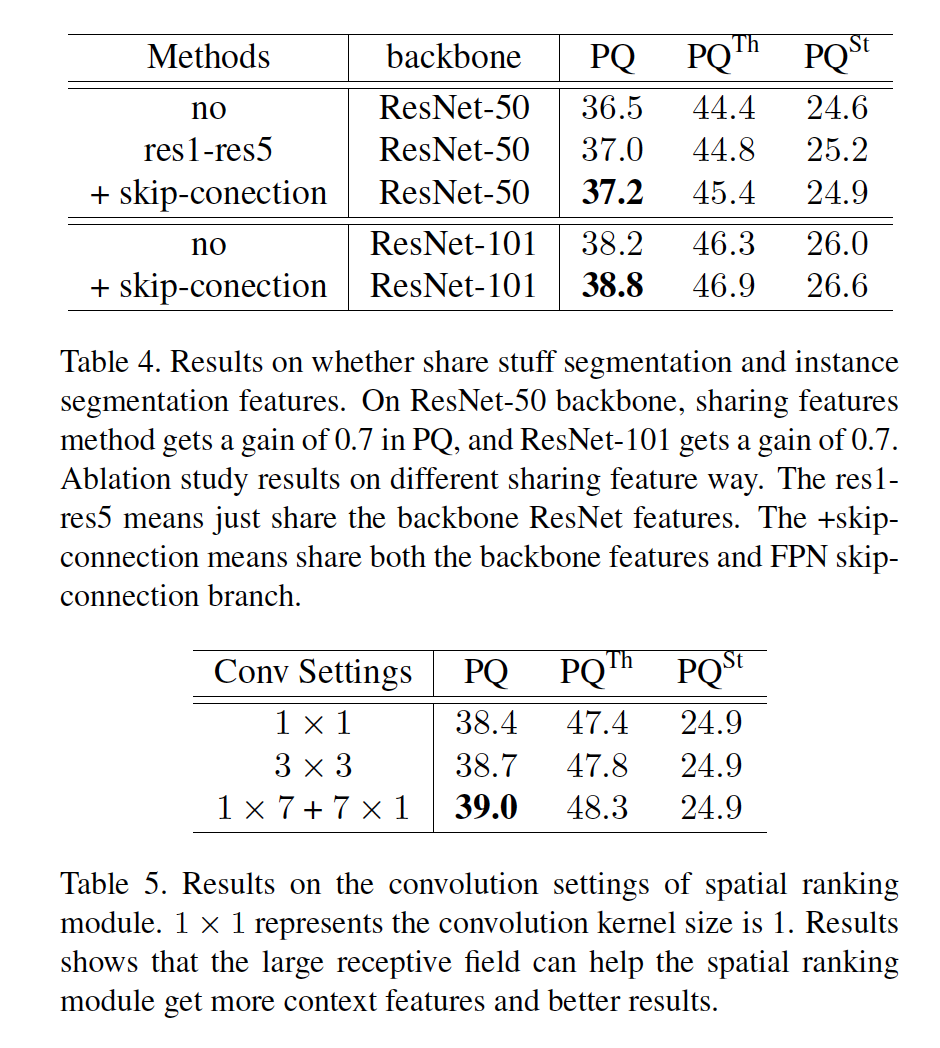 Methods backbone PQ PQ^Th PQ^St
no ResNet-50 36.5 44.4 24.6
res1-res5 ResNet-50 37.0 44.8 25.2
+ skip-conection ResNet-50 37.2 45.4 24.9
no ResNet-101 38.2 46.3 26.0
+ skip-conection ResNet-101 38.8 46.9 26.6
Table 4. Results on whether share stuff segmentation and instance
segmentation features. On ResNet-50 backbone, sharing features
method gets a gain of 0.7 in PQ, and ResNet-101 gets a gain of 0.7.
Ablation study results on different sharing feature way. The res1-
res5 means just share the backbone ResNet features. The +skip-
connection means share both the backbone features and FPN skip-
connection branch.
Conv Settings PQ PQ^Th PQ^St
1 × 1 38.4 47.4 24.9
3 × 3 38.7 47.8 24.9
1 × 7 + 7 × 1 39.0 48.3 24.9
Table 5. Results on the convolution settings of spatial ranking
module. 1 × 1 represents the convolution kernel size is 1. Results
shows that the large receptive field can help the spatial ranking
module get more context features and better results.